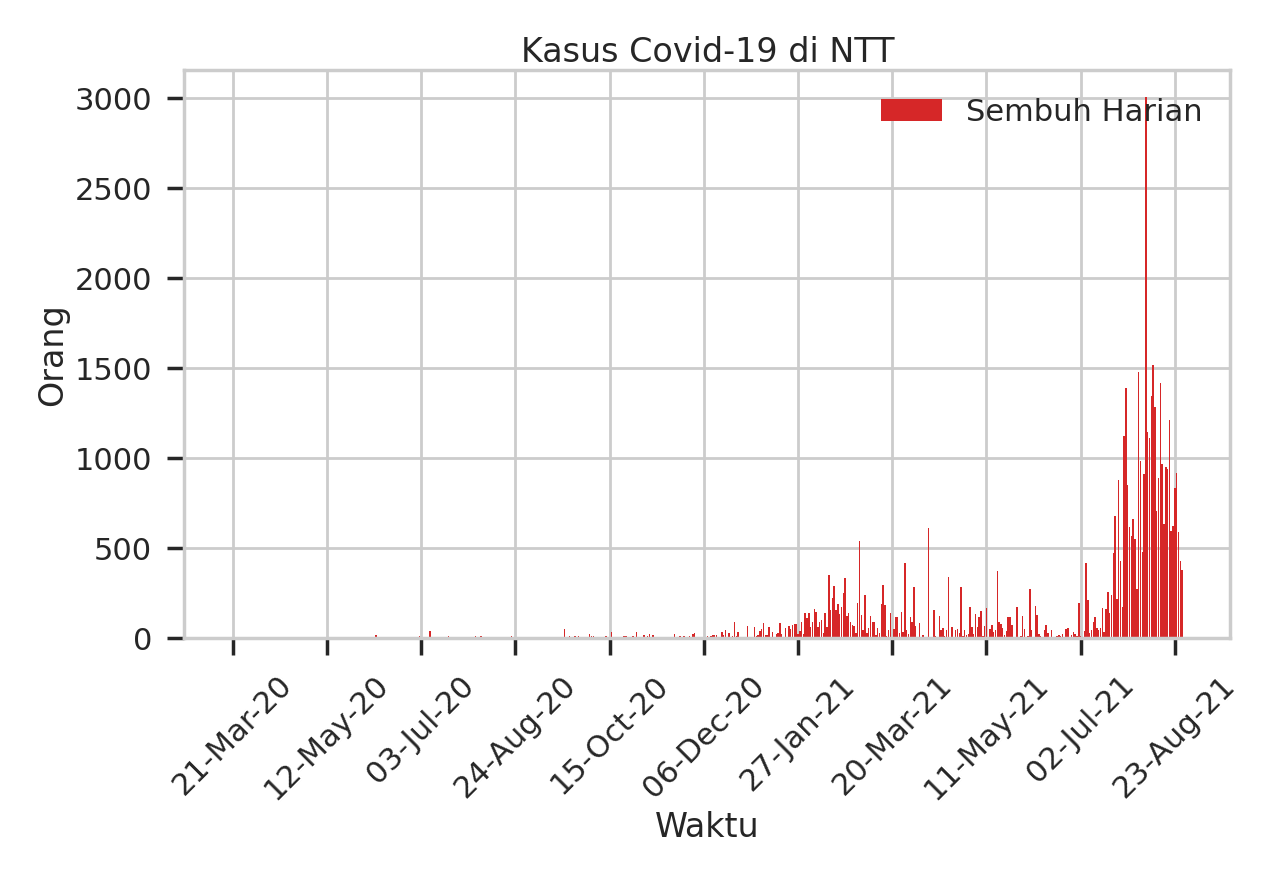 Kasus Covid-19 di NTT
Sembuh Harian
3000
2500
2000
1500
1000
500
0
Orang
21-Mar-20
12-May-20
03-Jul-20
24-Aug-20
15-Oct-20
06-Dec-20
27-Jan-21
20-Mar-21
11-May-21
02-Jul-21
23-Aug-21
Waktu